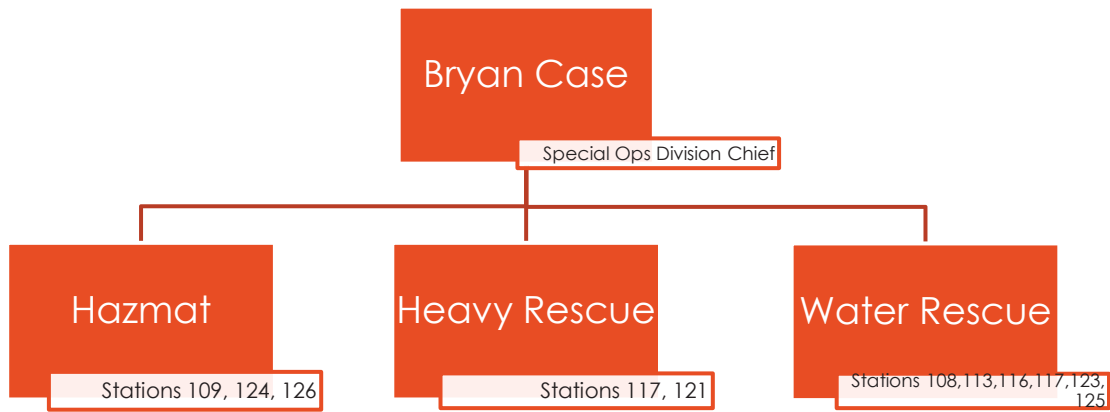 Bryan Case
Special Ops Division Chief
Hazmat
Stations 109, 124, 126
Heavy Rescue
Stations 117, 121
Water Rescue
Stations 108,113,116,117,123,
125